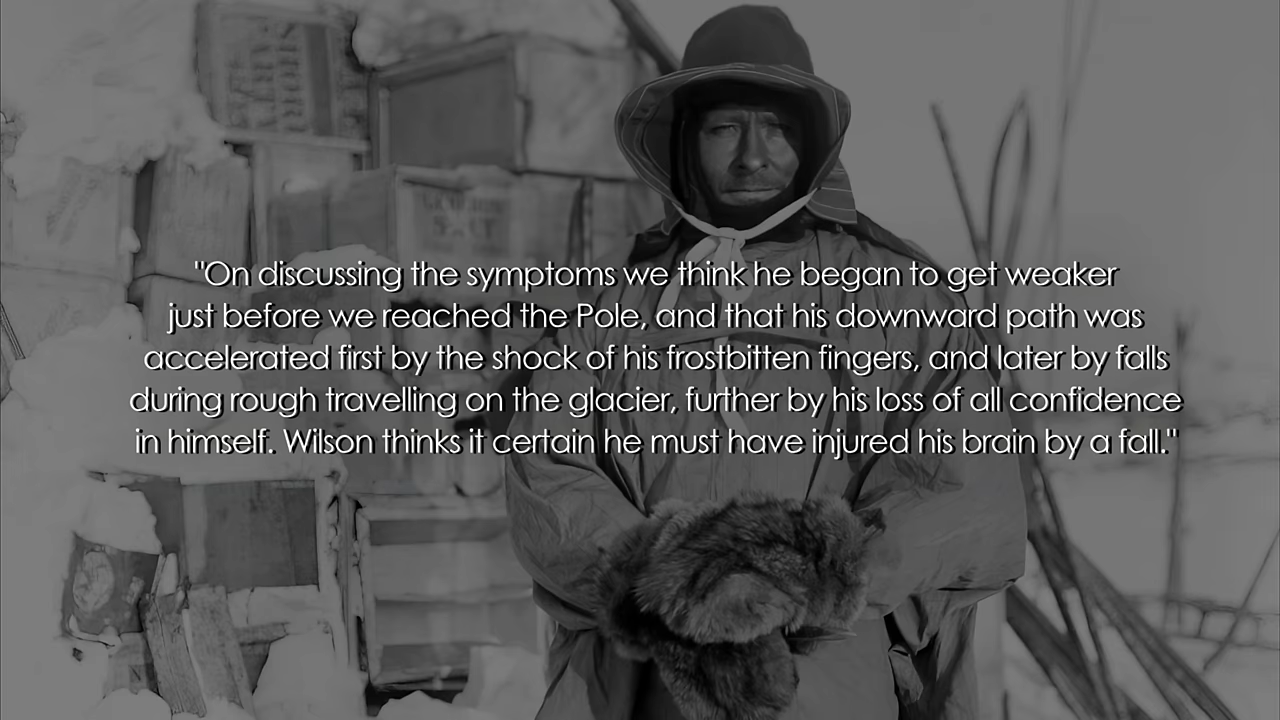 "On discussing the symptoms we think he began to get weaker
just before we reached the Pole, and that his downward path was
accelerated first by the shock of his frostbitten fingers, and later by falls
during rough travelling on the glacier, further by his loss of all confidence
in himself. Wilson thinks it certain he must have injured his brain by a fall."